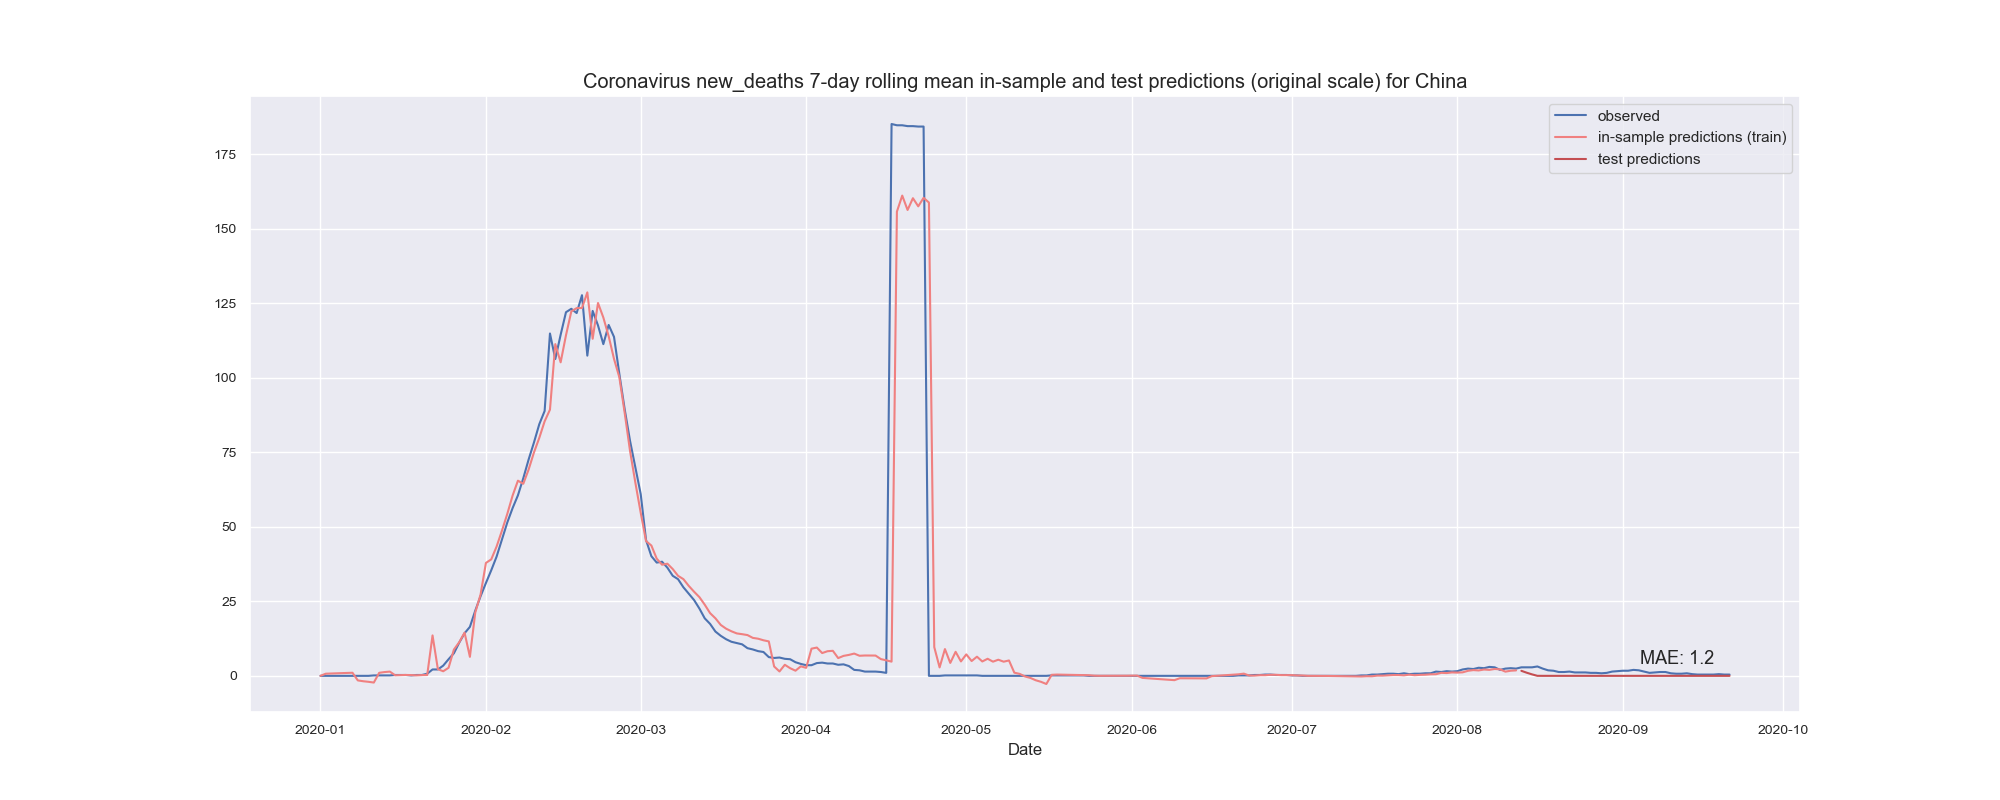 Coronavirus new_deaths 7-day rolling mean in-sample and test predictions (original scale) for China
observed
in-sample predictions (train)
test predictions
175
150
125
100
75
50
25
0
MAE: 1.2
2020-01 2020-02 2020-03 2020-04 2020-05 2020-06 2020-07 2020-08 2020-09 2020-10
Date